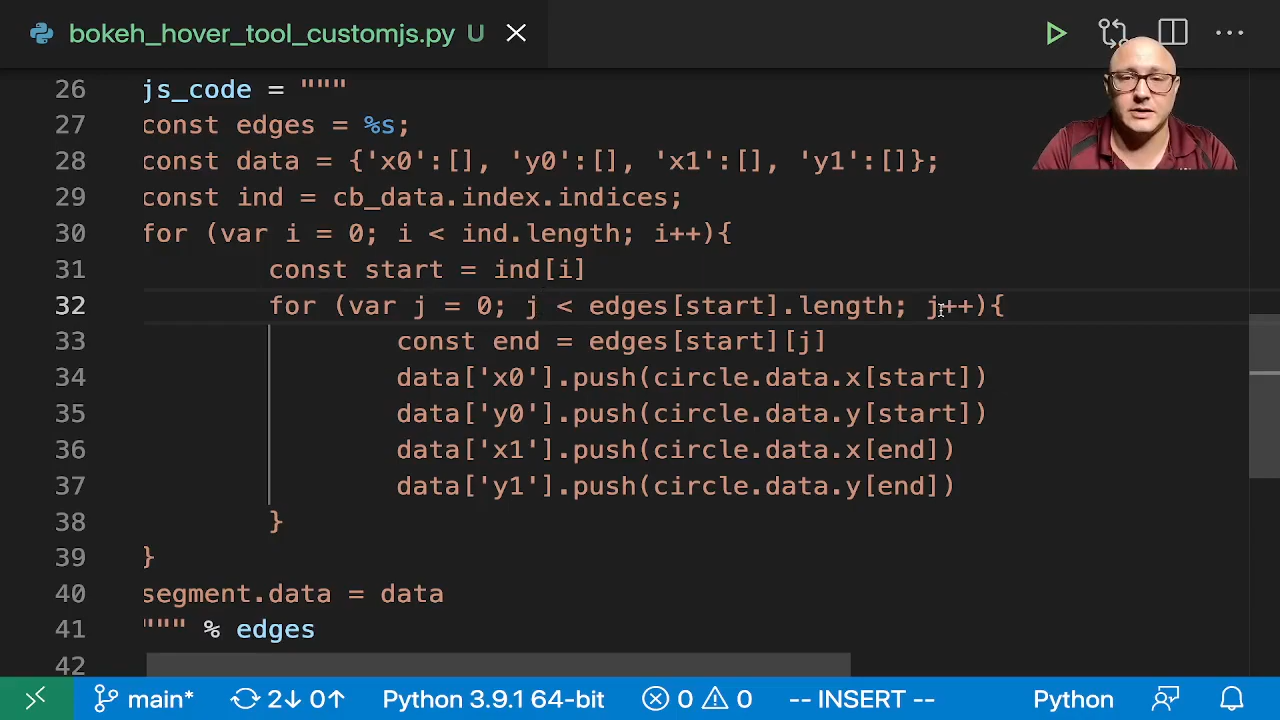 bokeh_hover_tool_customjs.py U
26 js_code = """
27 const edges = %s;
28 const data = {'x0':[], 'y0':[], 'x1':[], 'y1':[]};
29 const ind = cb_data.index.indices;
30 for (var i = 0; i < ind.length; i++){
31 const start = ind[i]
32 for (var j = 0; j < edges[start].length; j++){
33 const end = edges[start][j]
34 data['x0'].push(circle.data.x[start])
35 data['y0'].push(circle.data.y[start])
36 data['x1'].push(circle.data.x[end])
37 data['y1'].push(circle.data.y[end])
38 }
39 }
40 segment.data = data
41 """ % edges
42
main* 2↓ 0↑ Python 3.9.1 64-bit 0 0 -- INSERT -- Python